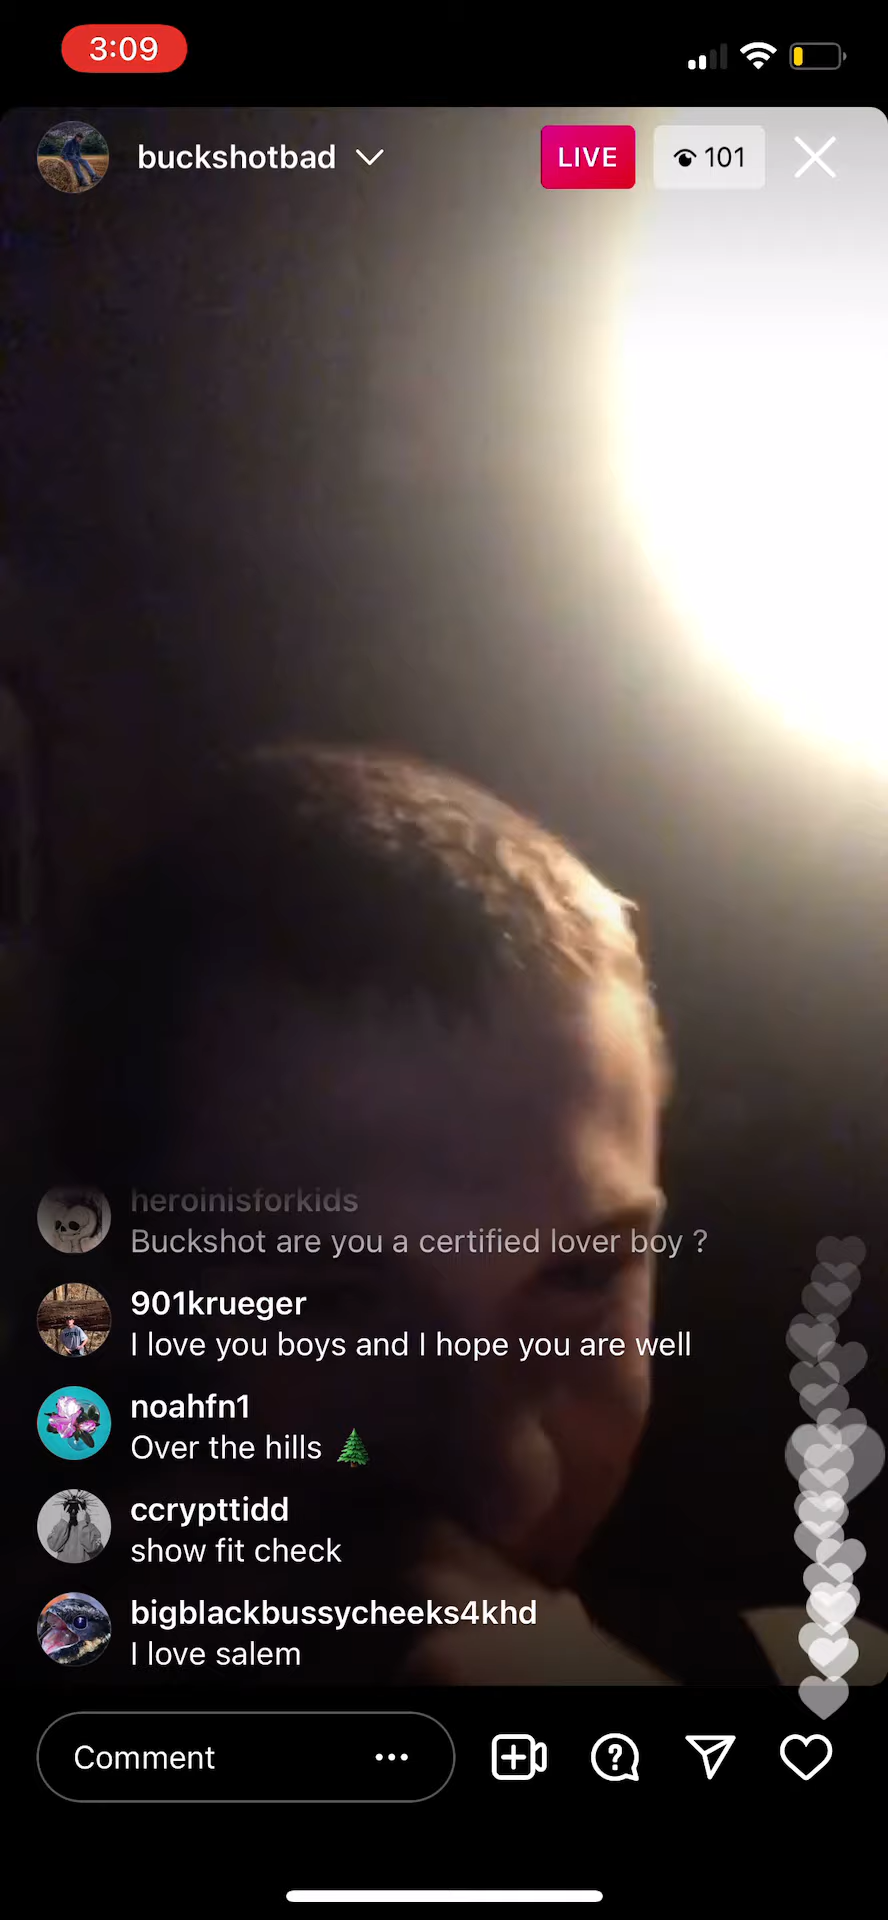 3:09
buckshotbad
LIVE
101
heroinisforkids
Buckshot are you a certified lover boy ?
901krueger
I love you boys and I hope you are well
noahfn1
Over the hills 🌲
ccrypttidd
show fit check
bigblackbussycheeks4khd
I love salem
Comment